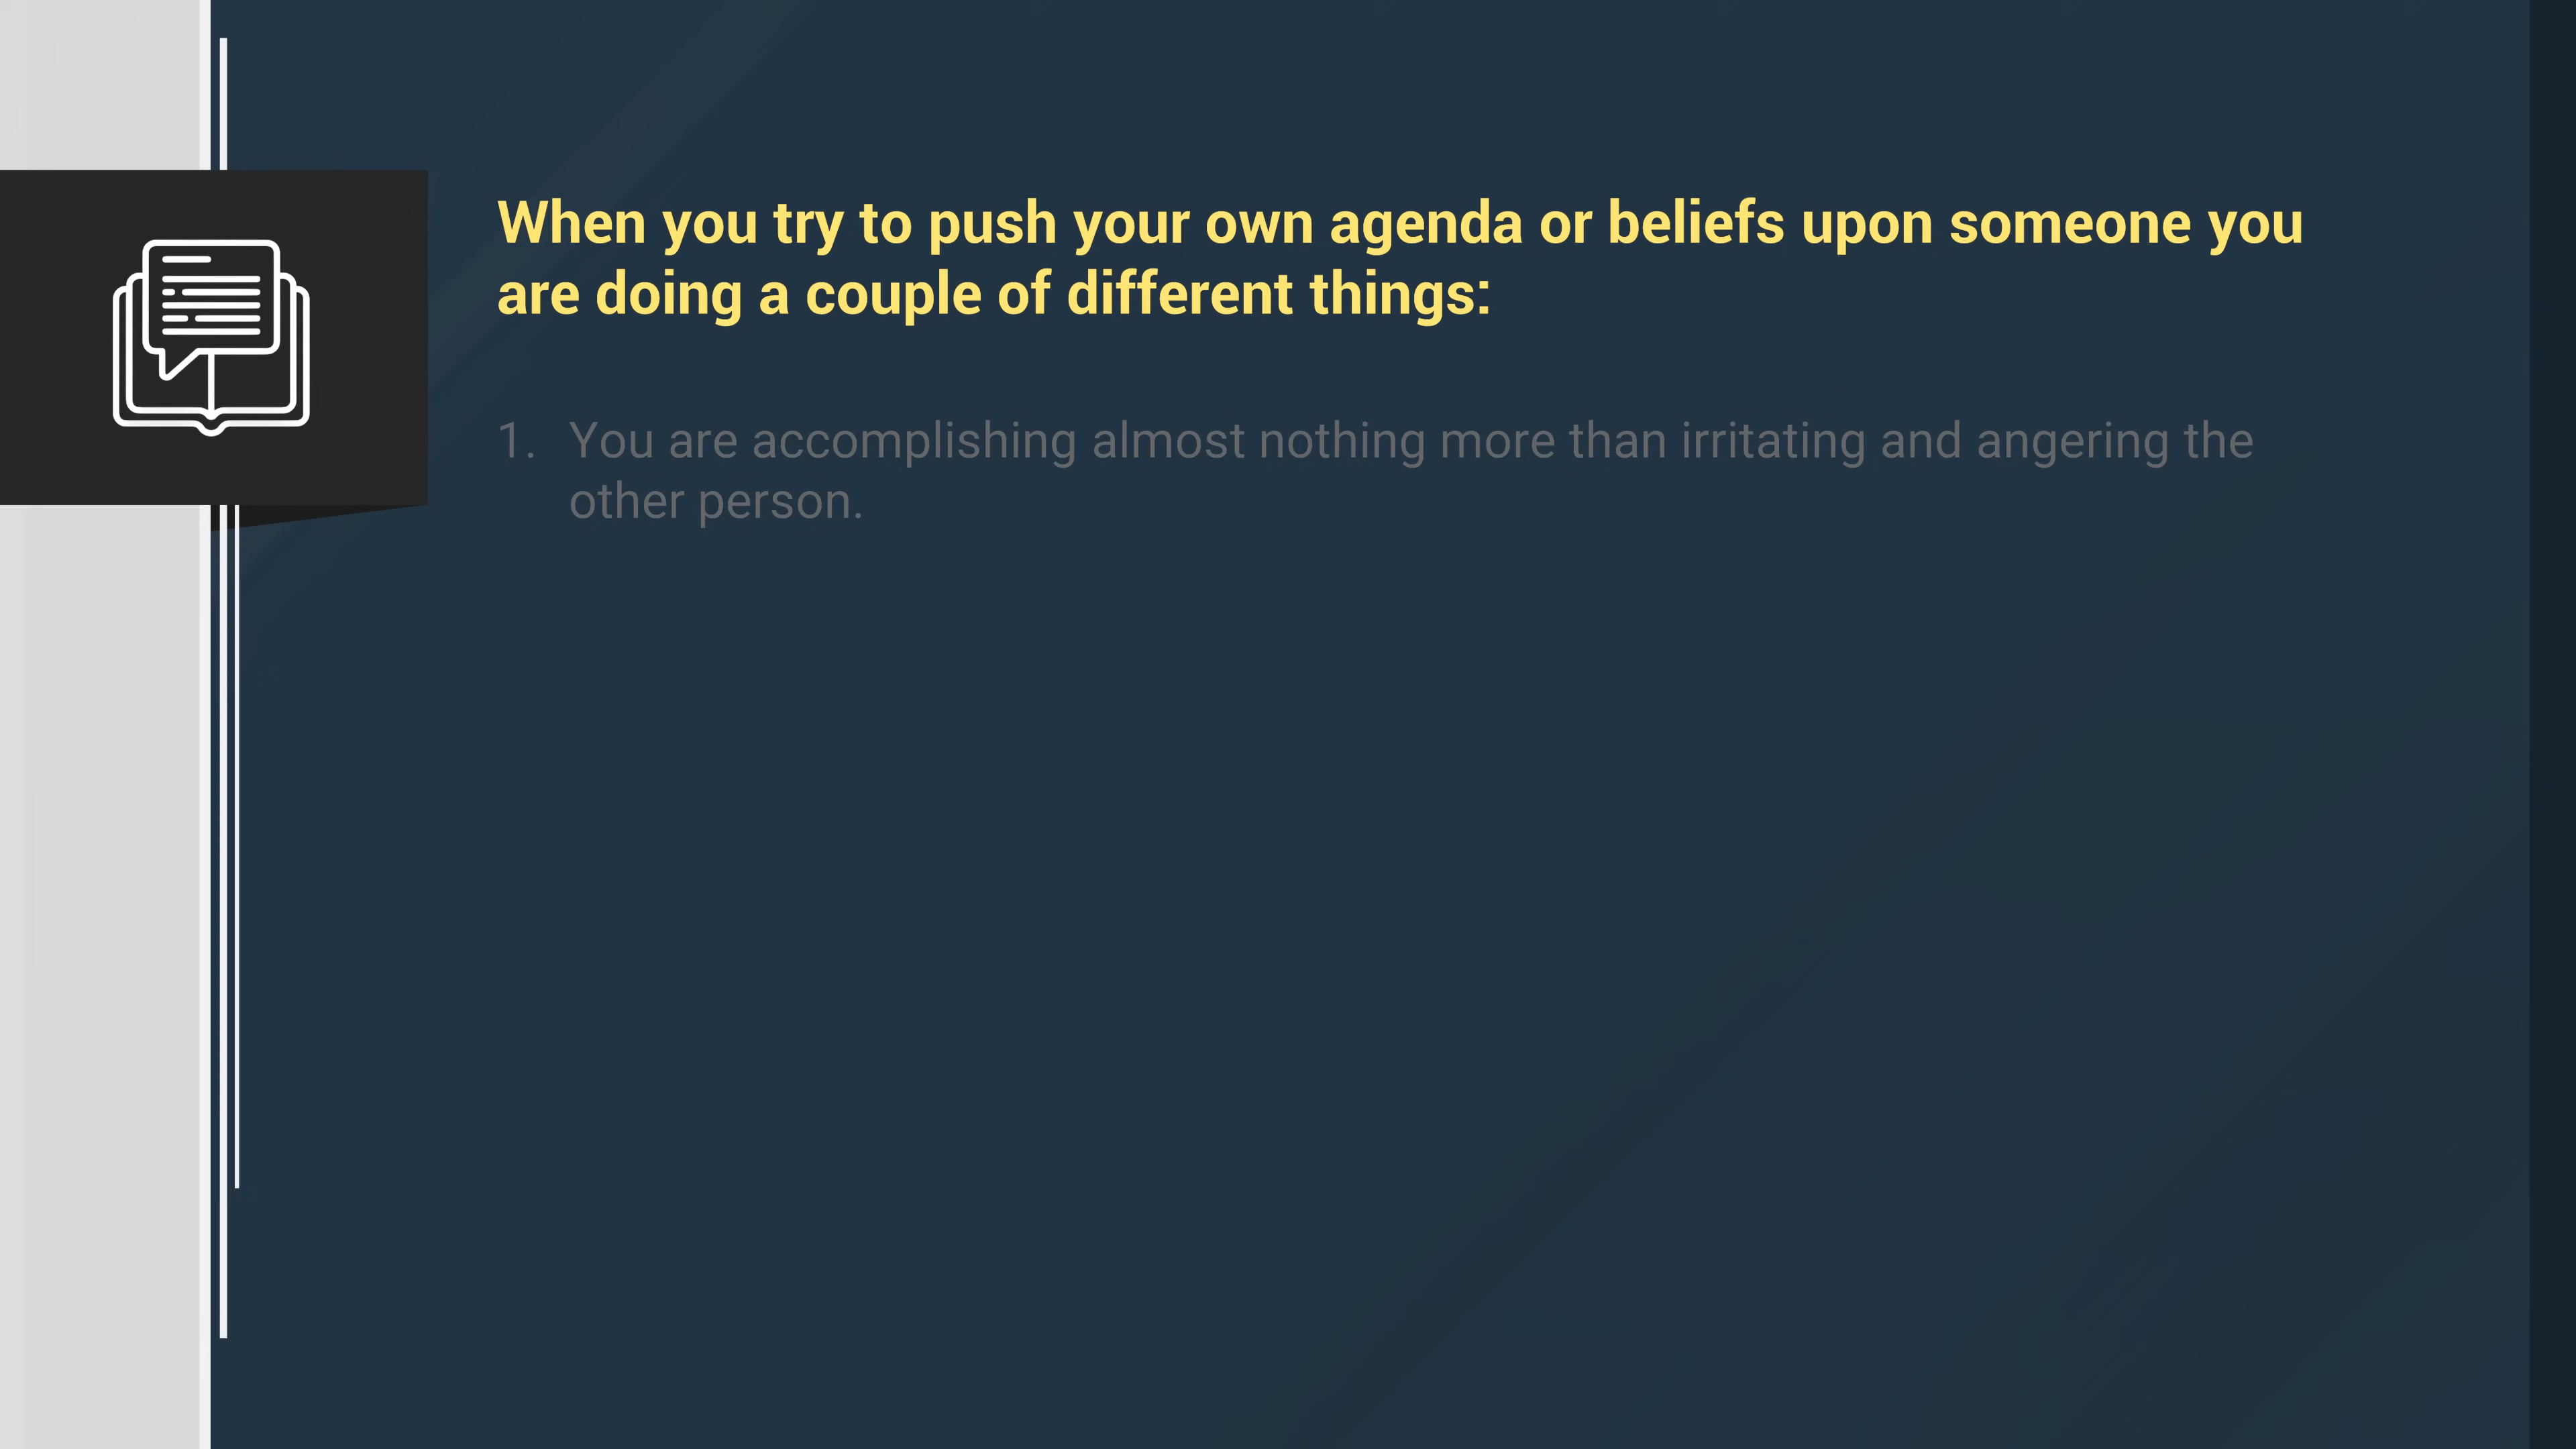 When you try to push your own agenda or beliefs upon someone you
are doing a couple of different things:
1. You are accomplishing almost nothing more than irritating and angering the
other person.